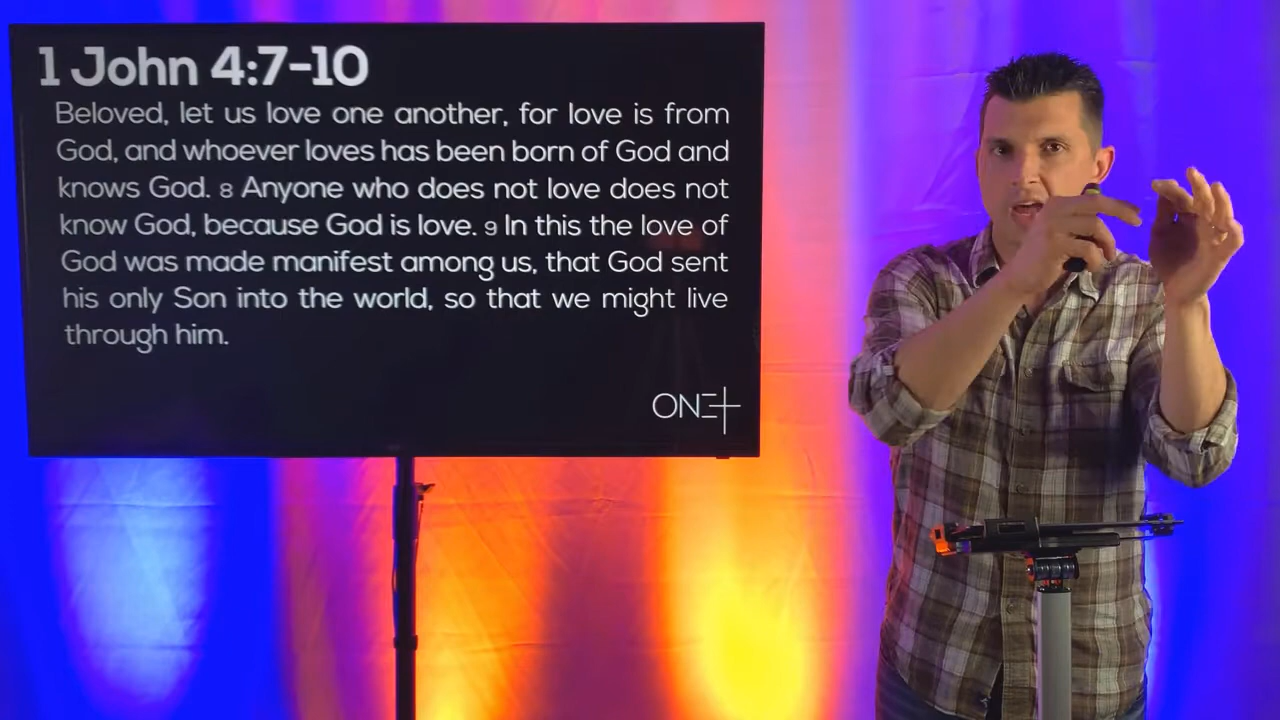 1 John 4:7-10
Beloved, let us love one another, for love is from
God, and whoever loves has been born of God and
knows God. 8 Anyone who does not love does not
know God, because God is love. 9 In this the love of
God was made manifest among us, that God sent
his only Son into the world, so that we might live
through him.
ONE